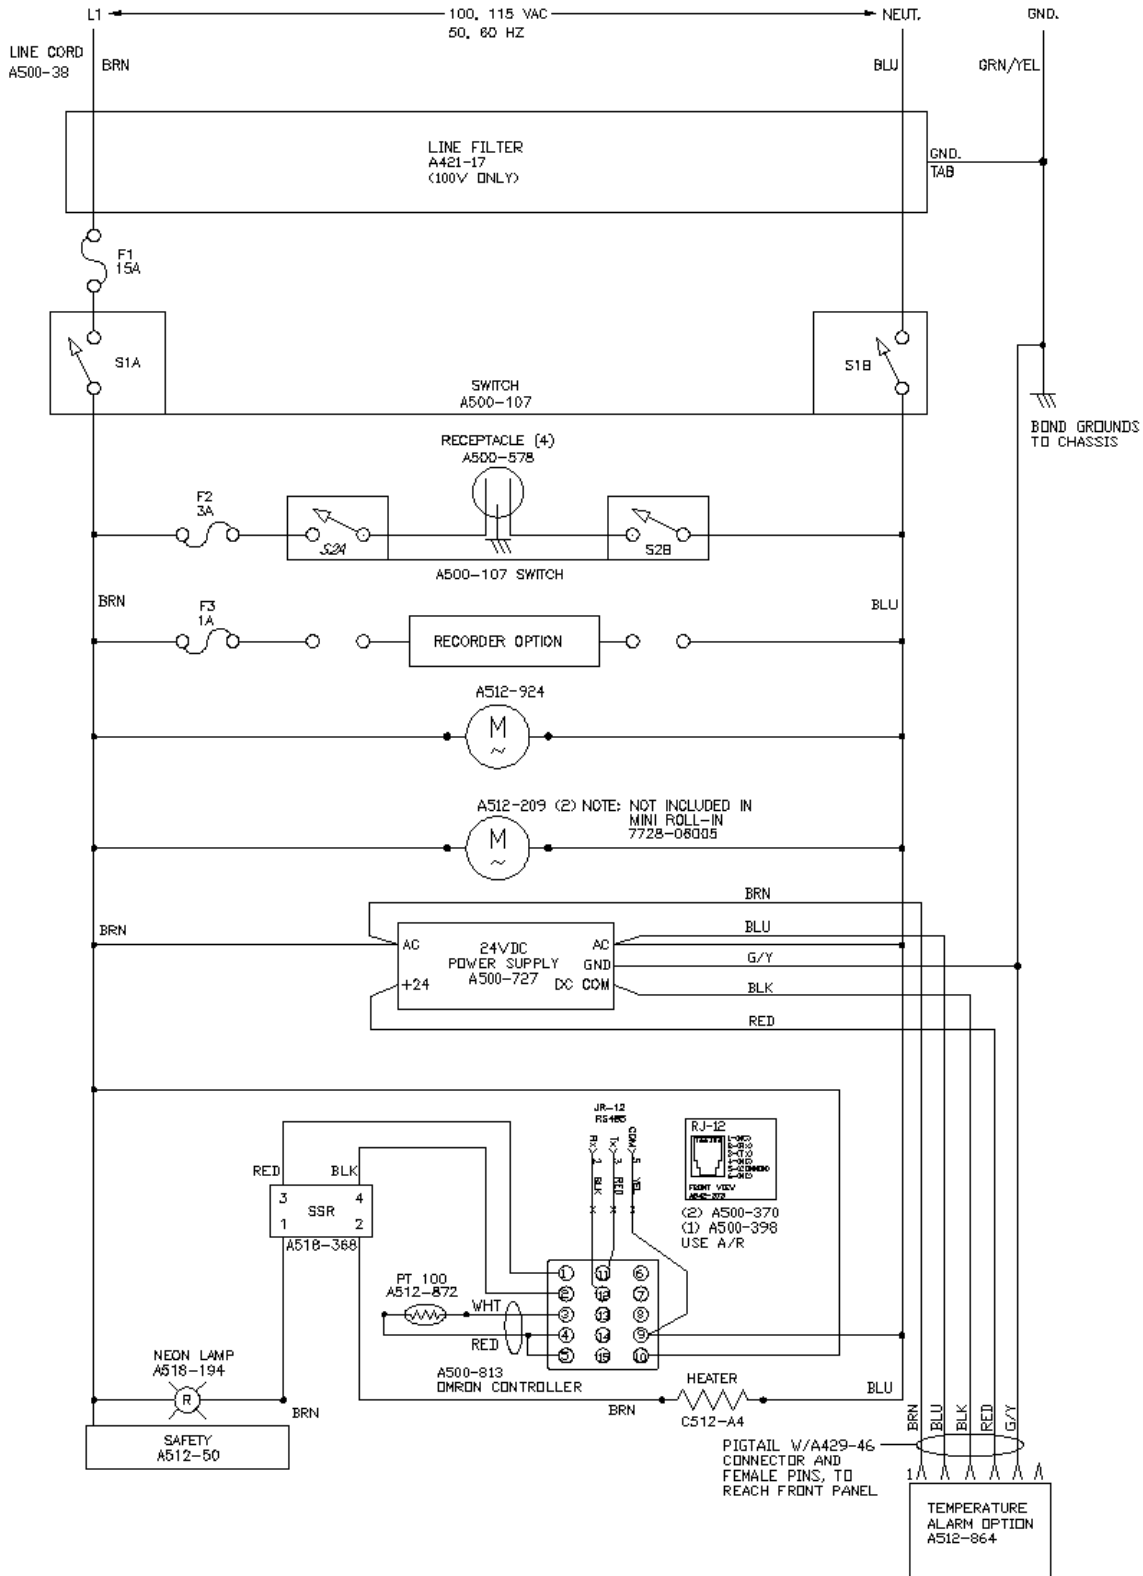 L1
100, 115 VAC
50, 60 HZ
NEUT.
GND.
LINE CORD
A500-38
BRN
BLU
GRN/YEL
LINE FILTER
A421-17
(100V ONLY)
GND.
TAB
F1
15A
S1A
S1B
SWITCH
A500-107
BOND GROUNDS
TO CHASSIS
RECEPTACLE (4)
A500-578
F2
3A
S2A
S2B
A500-107 SWITCH
BRN
BLU
F3
1A
RECORDER OPTION
A512-924
M
~
A512-209 (2) NOTE: NOT INCLUDED IN
MINI ROLL-IN
7728-06005
M
~
BRN
BRN
BLU
G/Y
BLK
RED
AC
24VDC
POWER SUPPLY
A500-727
AC
GND
+24
DC COM
JR-12
RS485
RX
TX
COM
2
3
5
BLK
RED
YEL
RJ-12
FRONT VIEW
(2) A500-370
(1) A500-398
USE A/R
RED
BLK
3
4
SSR
1
2
A518-368
PT 100
A512-872
WHT
RED
1
11
6
2
12
7
3
13
8
4
14
9
5
15
10
A500-813
OMRON CONTROLLER
NEON LAMP
A518-194
R
BRN
SAFETY
A512-50
BRN
HEATER
C512-A4
BLU
BRN
BLU
BLK
RED
G/Y
PIGTAIL W/A429-46
CONNECTOR AND
FEMALE PINS, TO
REACH FRONT PANEL
1
TEMPERATURE
ALARM OPTION
A512-864